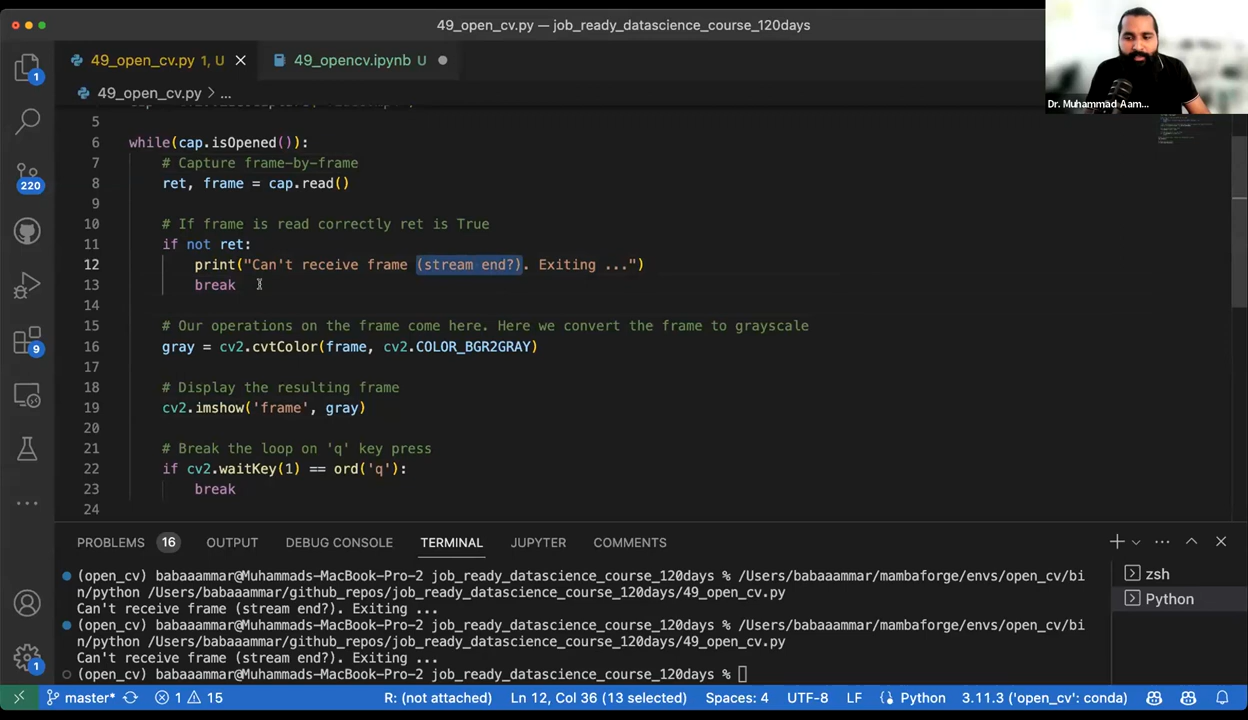 49_open_cv.py — job_ready_datascience_course_120days
49_open_cv.py 1, U
49_opencv.ipynb U
49_open_cv.py > ...
5
6 while(cap.isOpened()):
7 # Capture frame-by-frame
8 ret, frame = cap.read()
9
10 # If frame is read correctly ret is True
11 if not ret:
12 print("Can't receive frame (stream end?). Exiting ...")
13 break
14
15 # Our operations on the frame come here. Here we convert the frame to grayscale
16 gray = cv2.cvtColor(frame, cv2.COLOR_BGR2GRAY)
17
18 # Display the resulting frame
19 cv2.imshow('frame', gray)
20
21 # Break the loop on 'q' key press
22 if cv2.waitKey(1) == ord('q'):
23 break
24
1
220
9
1
Dr. Muhammad Aam...
PROBLEMS 16 OUTPUT DEBUG CONSOLE TERMINAL JUPYTER COMMENTS
(open_cv) babaaammar@Muhammads-MacBook-Pro-2 job_ready_datascience_course_120days % /Users/babaaammar/mambaforge/envs/open_cv/bi
n/python /Users/babaaammar/github_repos/job_ready_datascience_course_120days/49_open_cv.py
Can't receive frame (stream end?). Exiting ...
(open_cv) babaaammar@Muhammads-MacBook-Pro-2 job_ready_datascience_course_120days % /Users/babaaammar/mambaforge/envs/open_cv/bi
n/python /Users/babaaammar/github_repos/job_ready_datascience_course_120days/49_open_cv.py
Can't receive frame (stream end?). Exiting ...
(open_cv) babaaammar@Muhammads-MacBook-Pro-2 job_ready_datascience_course_120days %
zsh
Python
master* 1 15 R: (not attached) Ln 12, Col 36 (13 selected) Spaces: 4 UTF-8 LF Python 3.11.3 ('open_cv': conda)